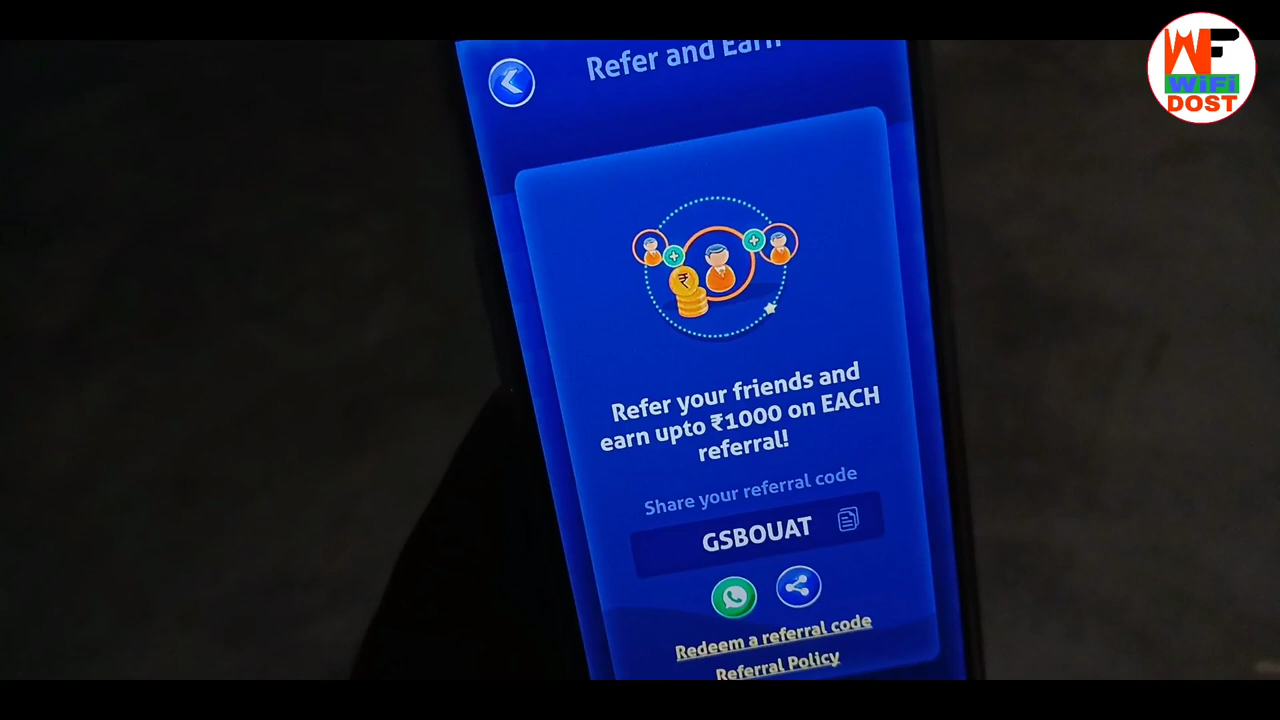 Refer and Earn
WF
WiFi
DOST
₹
Refer your friends and
earn upto ₹1000 on EACH
referral!
Share your referral code
GSBOUAT
Redeem a referral code
Referral Policy